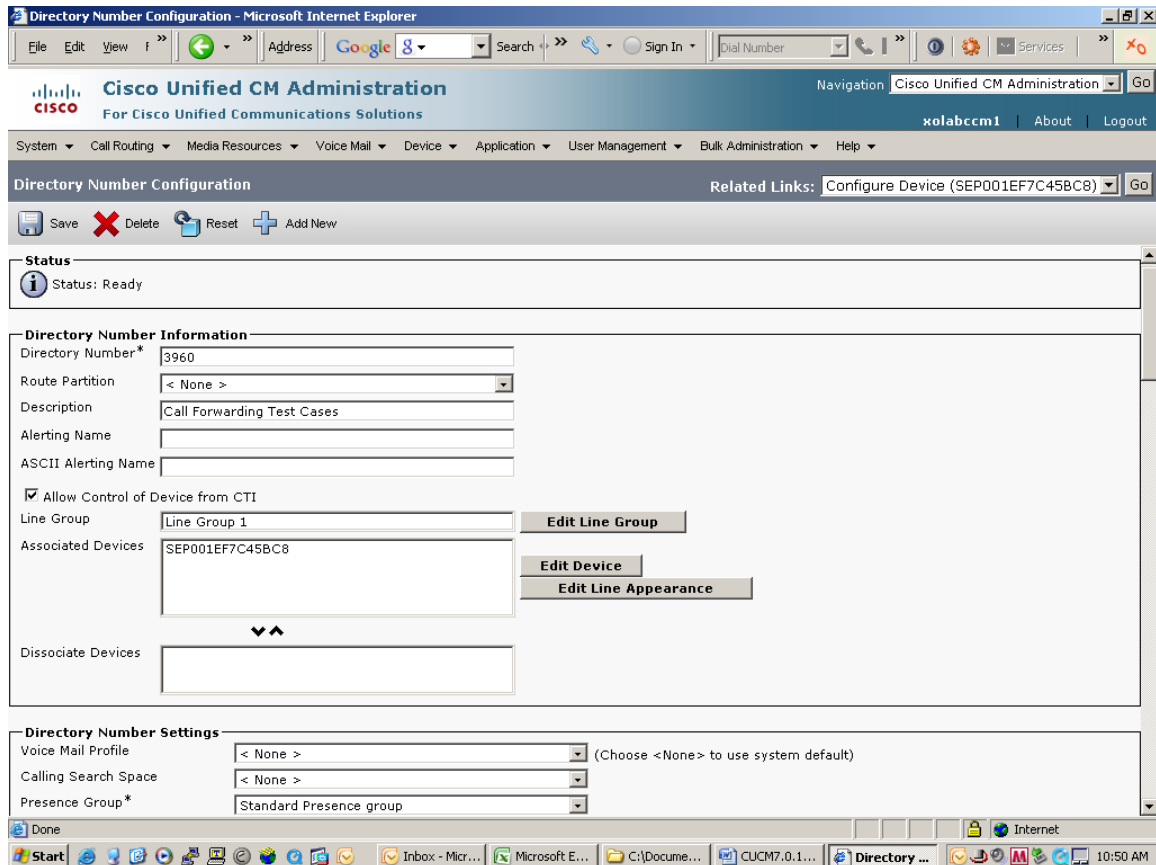 Directory Number Configuration - Microsoft Internet Explorer
File Edit View F » » Address Google Search » Sign In Dial Number » Services »
CISCO
Cisco Unified CM Administration
For Cisco Unified Communications Solutions
Navigation Cisco Unified CM Administration Go
xolabccm1 | About | Logout
System Call Routing Media Resources Voice Mail Device Application User Management Bulk Administration Help
Directory Number Configuration Related Links: Configure Device (SEP001EF7C45BC8) Go
Save Delete Reset Add New
Status
Status: Ready
Directory Number Information
Directory Number* 3960
Route Partition < None >
Description Call Forwarding Test Cases
Alerting Name
ASCII Alerting Name
Allow Control of Device from CTI
Line Group Line Group 1 Edit Line Group
Associated Devices SEP001EF7C45BC8
Edit Device
Edit Line Appearance
Dissociate Devices
Directory Number Settings
Voice Mail Profile < None > (Choose <None> to use system default)
Calling Search Space < None >
Presence Group* Standard Presence group
Done Internet
Start Inbox - Micr... Microsoft E... C:\Docume... CUCM7.0.1... Directory ... 10:50 AM